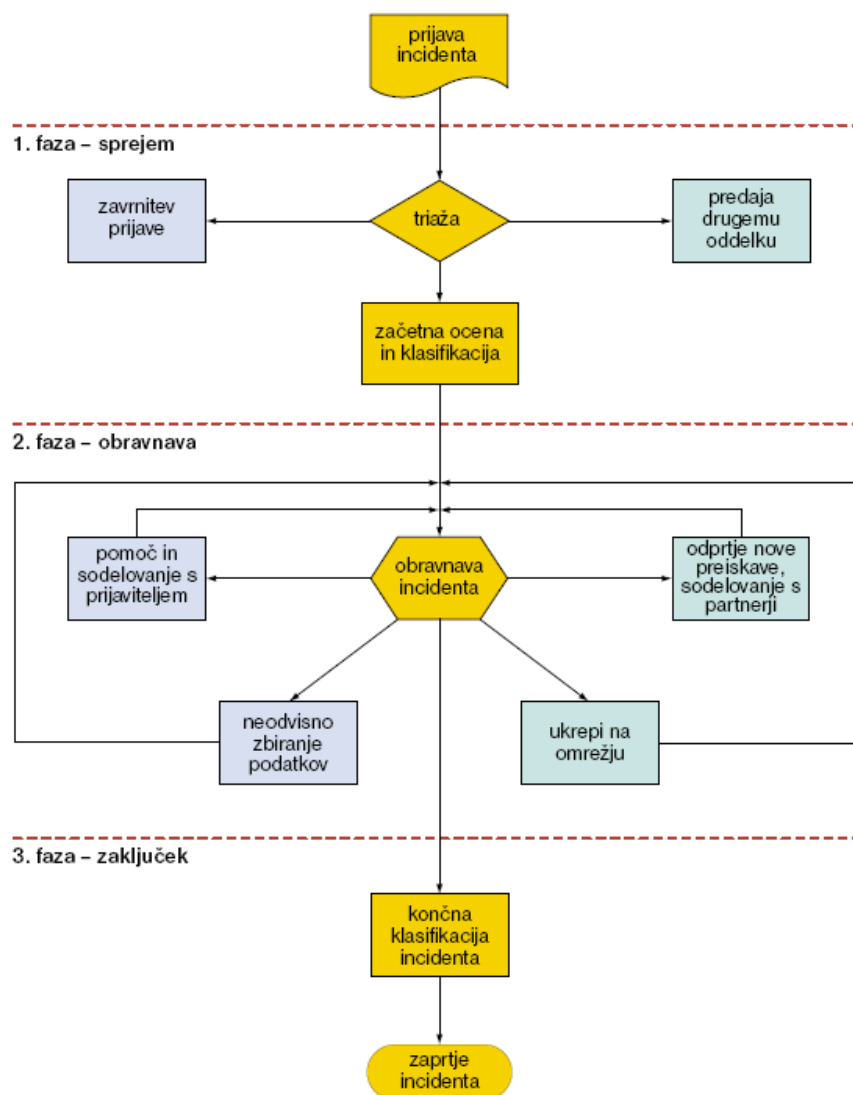 prijava
incidenta
1. faza – sprejem
zavrnitev
prijave
triaža
predaja
drugemu
oddelku
začetna ocena
in klasifikacija
2. faza – obravnava
pomoč in
sodelovanje s
prijaviteljem
obravnava
incidenta
odprtje nove
preiskave,
sodelovanje s
partnerji
neodvisno
zbiranje
podatkov
ukrepi na
omrežju
3. faza – zaključek
končna
klasifikacija
incidenta
zaprtje
incidenta